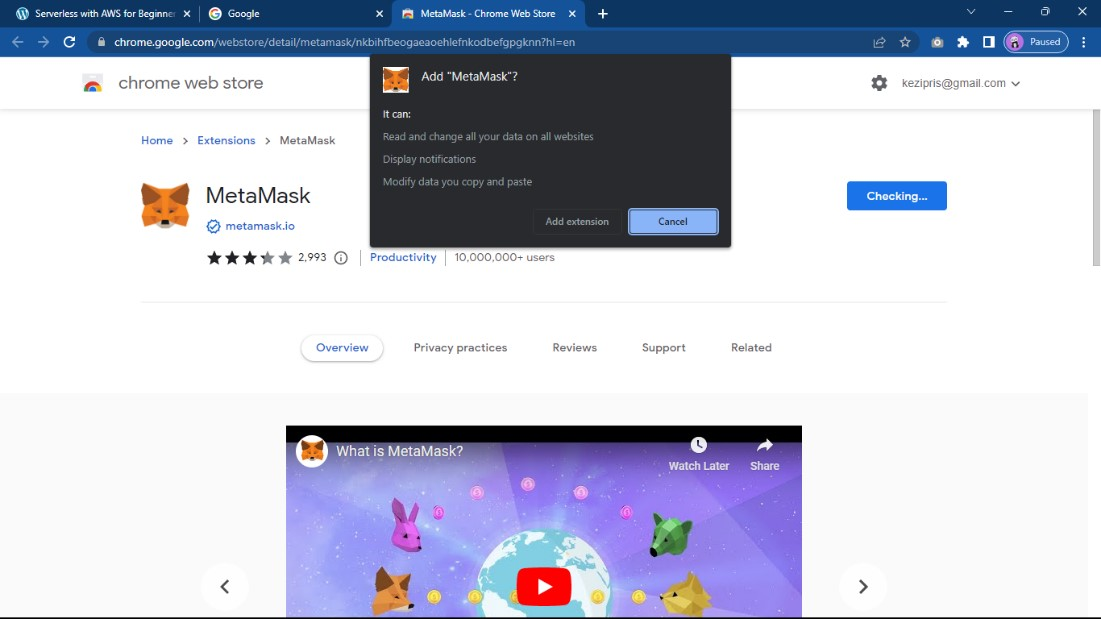 Serverless with AWS for Beginner
Google
MetaMask - Chrome Web Store
chrome.google.com/webstore/detail/metamask/nkbihfbeogaeaoehlefnkodbefgpgknn?hl=en
Paused
chrome web store
kezipris@gmail.com
Add "MetaMask"?
It can:
Read and change all your data on all websites
Display notifications
Modify data you copy and paste
Add extension
Cancel
Home > Extensions > MetaMask
MetaMask
Checking...
metamask.io
2,993
Productivity
10,000,000+ users
Overview
Privacy practices
Reviews
Support
Related
What is MetaMask?
Watch Later
Share